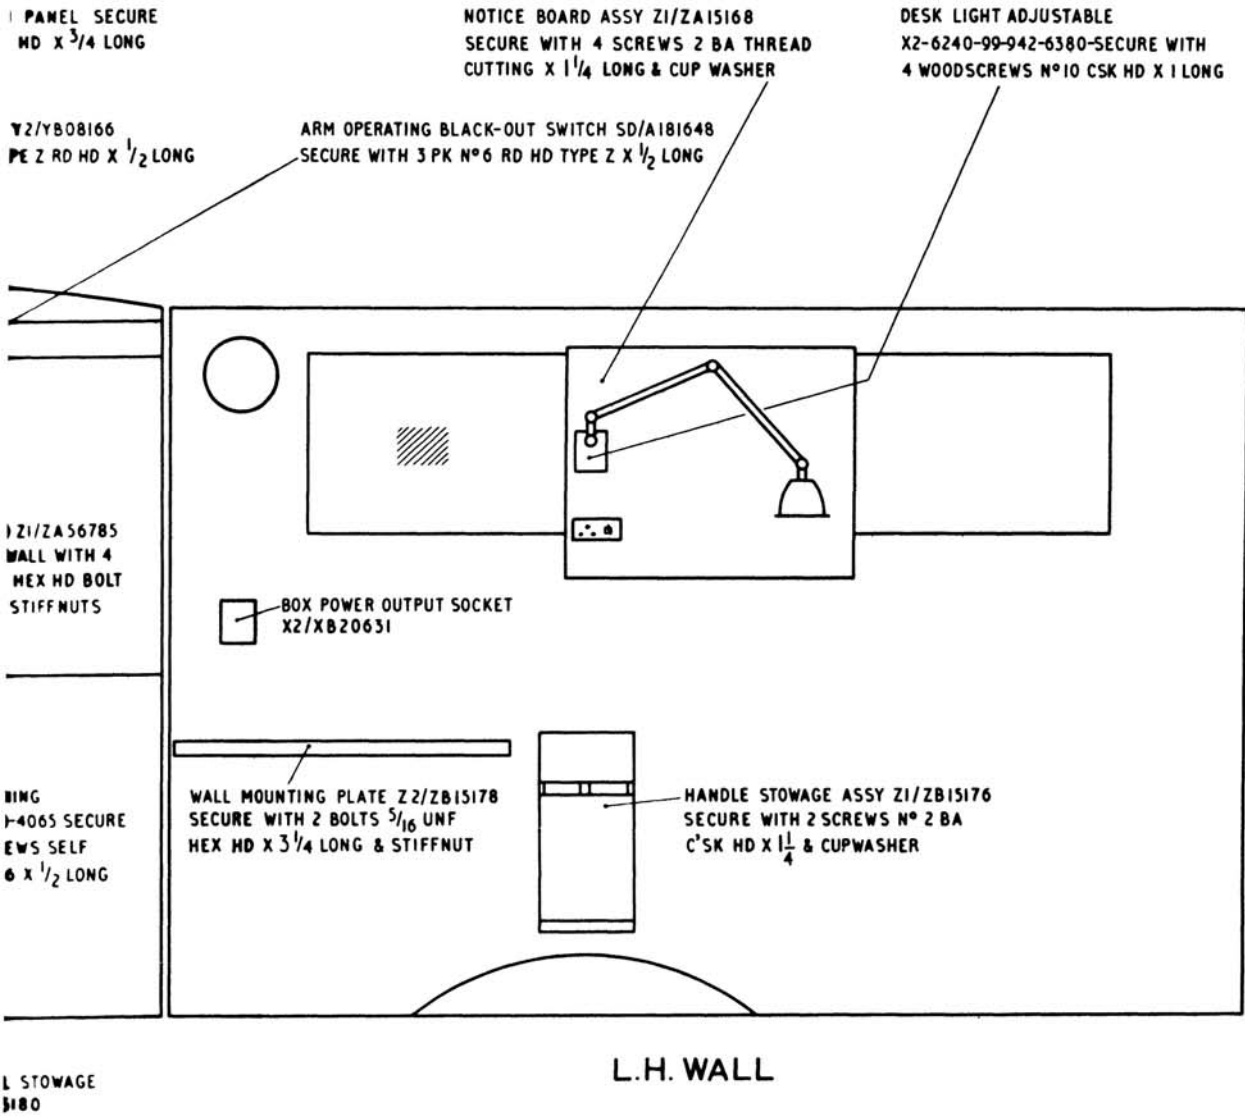 PANEL SECURE
HD X 3/4 LONG
NOTICE BOARD ASSY Z1/ZA15168
SECURE WITH 4 SCREWS 2 BA THREAD
CUTTING X 1 1/4 LONG & CUP WASHER
DESK LIGHT ADJUSTABLE
X2-6240-99-942-6380-SECURE WITH
4 WOODSCREWS Nº10 CSK HD X 1 LONG
Y2/YB08166
PE Z RD HD X 1/2 LONG
ARM OPERATING BLACK-OUT SWITCH SD/A181648
SECURE WITH 3 PK Nº6 RD HD TYPE Z X 1/2 LONG
) Z1/ZA56785
WALL WITH 4
HEX HD BOLT
STIFFNUTS
BOX POWER OUTPUT SOCKET
X2/XB20631
WALL MOUNTING PLATE Z2/ZB15178
SECURE WITH 2 BOLTS 5/16 UNF
HEX HD X 3 1/4 LONG & STIFFNUT
HANDLE STOWAGE ASSY Z1/ZB15176
SECURE WITH 2 SCREWS Nº 2 BA
C'SK HD X 1 1/4 & CUPWASHER
-4065 SECURE
EWS SELF
6 X 1/2 LONG
L STOWAGE
5180
L.H. WALL